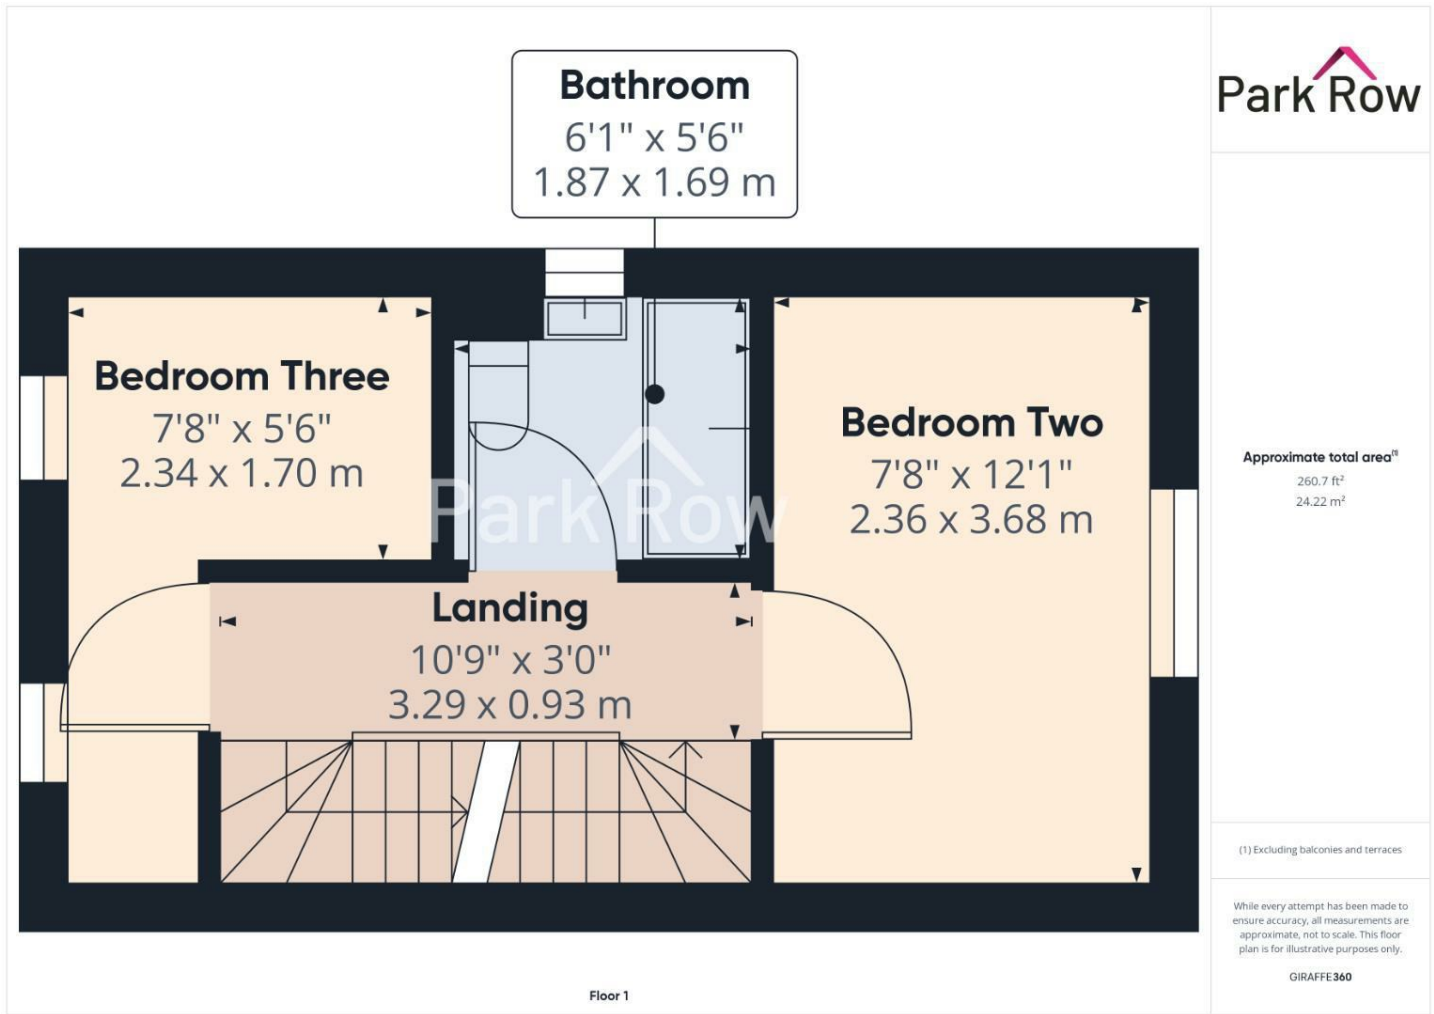 Bathroom
6'1" x 5'6"
1.87 x 1.69 m
Park Row
Bedroom Three
7'8" x 5'6"
2.34 x 1.70 m
Bedroom Two
7'8" x 12'1"
2.36 x 3.68 m
Park Row
Landing
10'9" x 3'0"
3.29 x 0.93 m
Approximate total area(1)
260.7 ft²
24.22 m²
(1) Excluding balconies and terraces
While every attempt has been made to
ensure accuracy, all measurements are
approximate, not to scale. This floor
plan is for illustrative purposes only.
GIRAFFE360
Floor 1